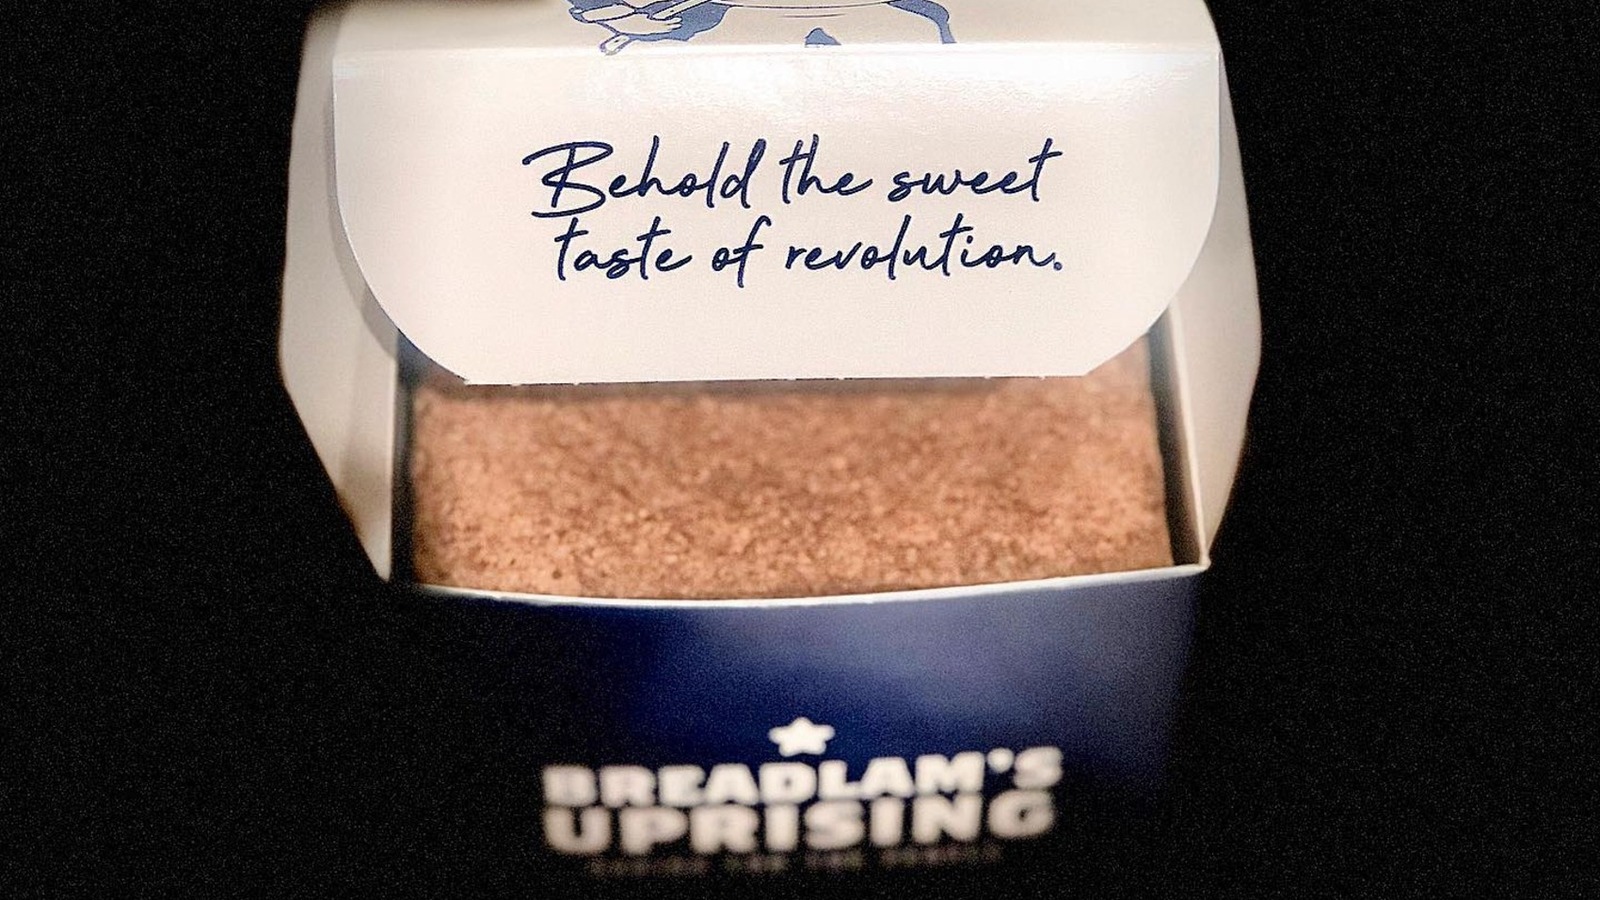 Behold the sweet
taste of revolution.
BREADLAM'S
UPRISING